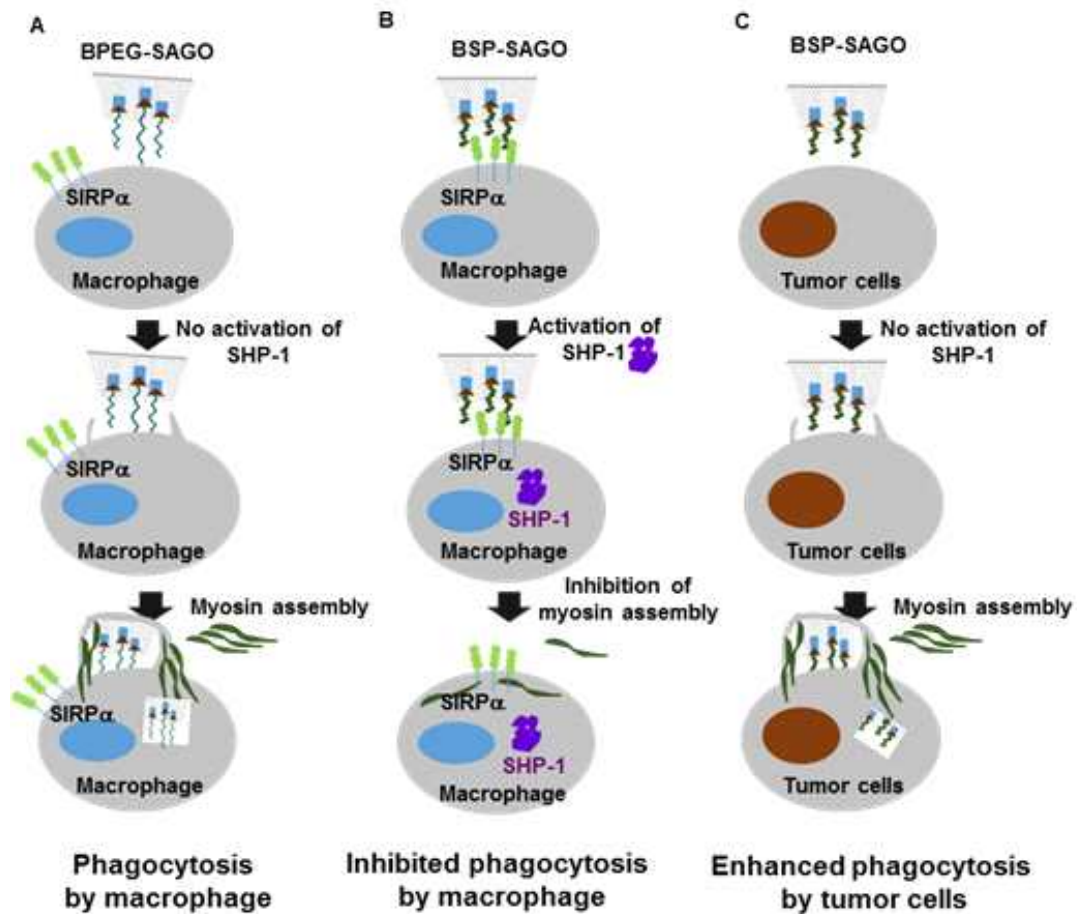 A
BPEG-SAGO
SIRPα
Macrophage
No activation of
SHP-1
SIRPα
Macrophage
Myosin assembly
SIRPα
Macrophage
Phagocytosis
by macrophage
B
BSP-SAGO
SIRPα
Macrophage
Activation of
SHP-1
SIRPα
SHP-1
Macrophage
Inhibition of
myosin assembly
SIRPα
SHP-1
Macrophage
Inhibited phagocytosis
by macrophage
C
BSP-SAGO
Tumor cells
No activation of
SHP-1
Tumor cells
Myosin assembly
Tumor cells
Enhanced phagocytosis
by tumor cells